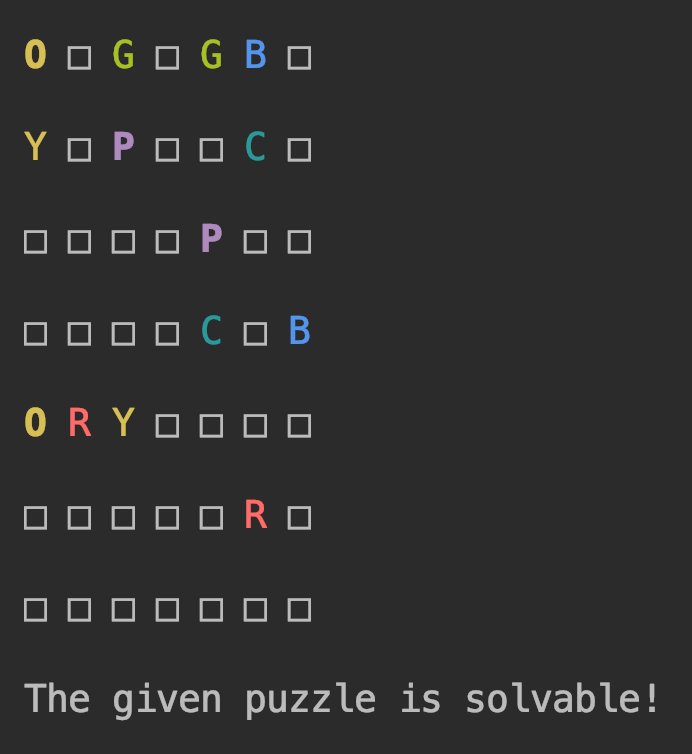 O □ G □ G B □
Y □ P □ □ C □
□ □ □ □ P □ □
□ □ □ □ C □ B
O R Y □ □ □ □
□ □ □ □ □ R □
□ □ □ □ □ □ □
The given puzzle is solvable!